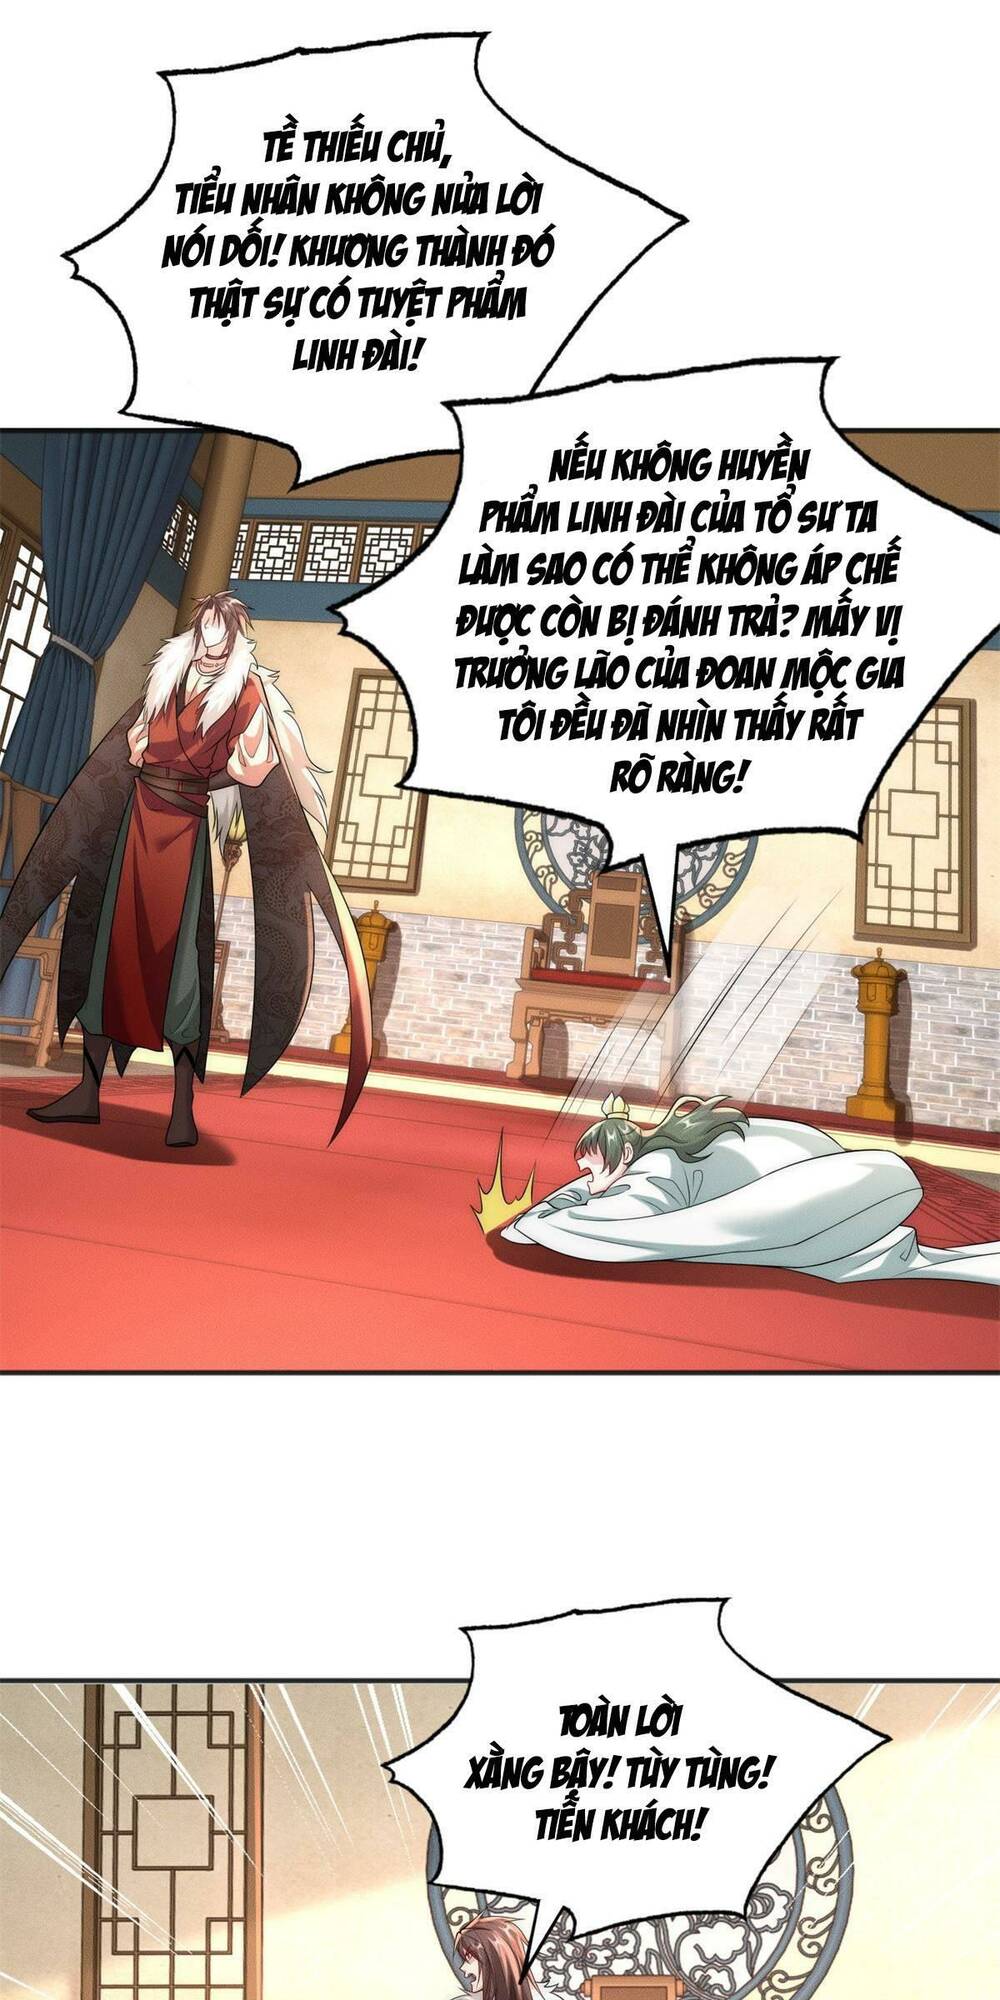 TỀ THIẾU CHỦ,
TIỂU NHÂN KHÔNG NỬA LỜI
NÓI DỐI! KHƯƠNG THÀNH ĐÓ
THẬT SỰ CÓ TUYỆT PHẨM
LINH ĐÀI!
NẾU KHÔNG HUYỀN
PHẨM LINH ĐÀI CỦA TỔ SƯ TA
LÀM SAO CÓ THỂ KHÔNG ÁP CHẾ
ĐƯỢC CÒN BỊ ĐÁNH TRẢ? MẤY VỊ
TRƯỞNG LÃO CỦA ĐOAN MỘC GIA
TÔI ĐỀU ĐÃ NHÌN THẤY RẤT
RÕ RÀNG!
TOÀN LỜI
XẰNG BẬY! TÙY TÙNG!
TIỄN KHÁCH!